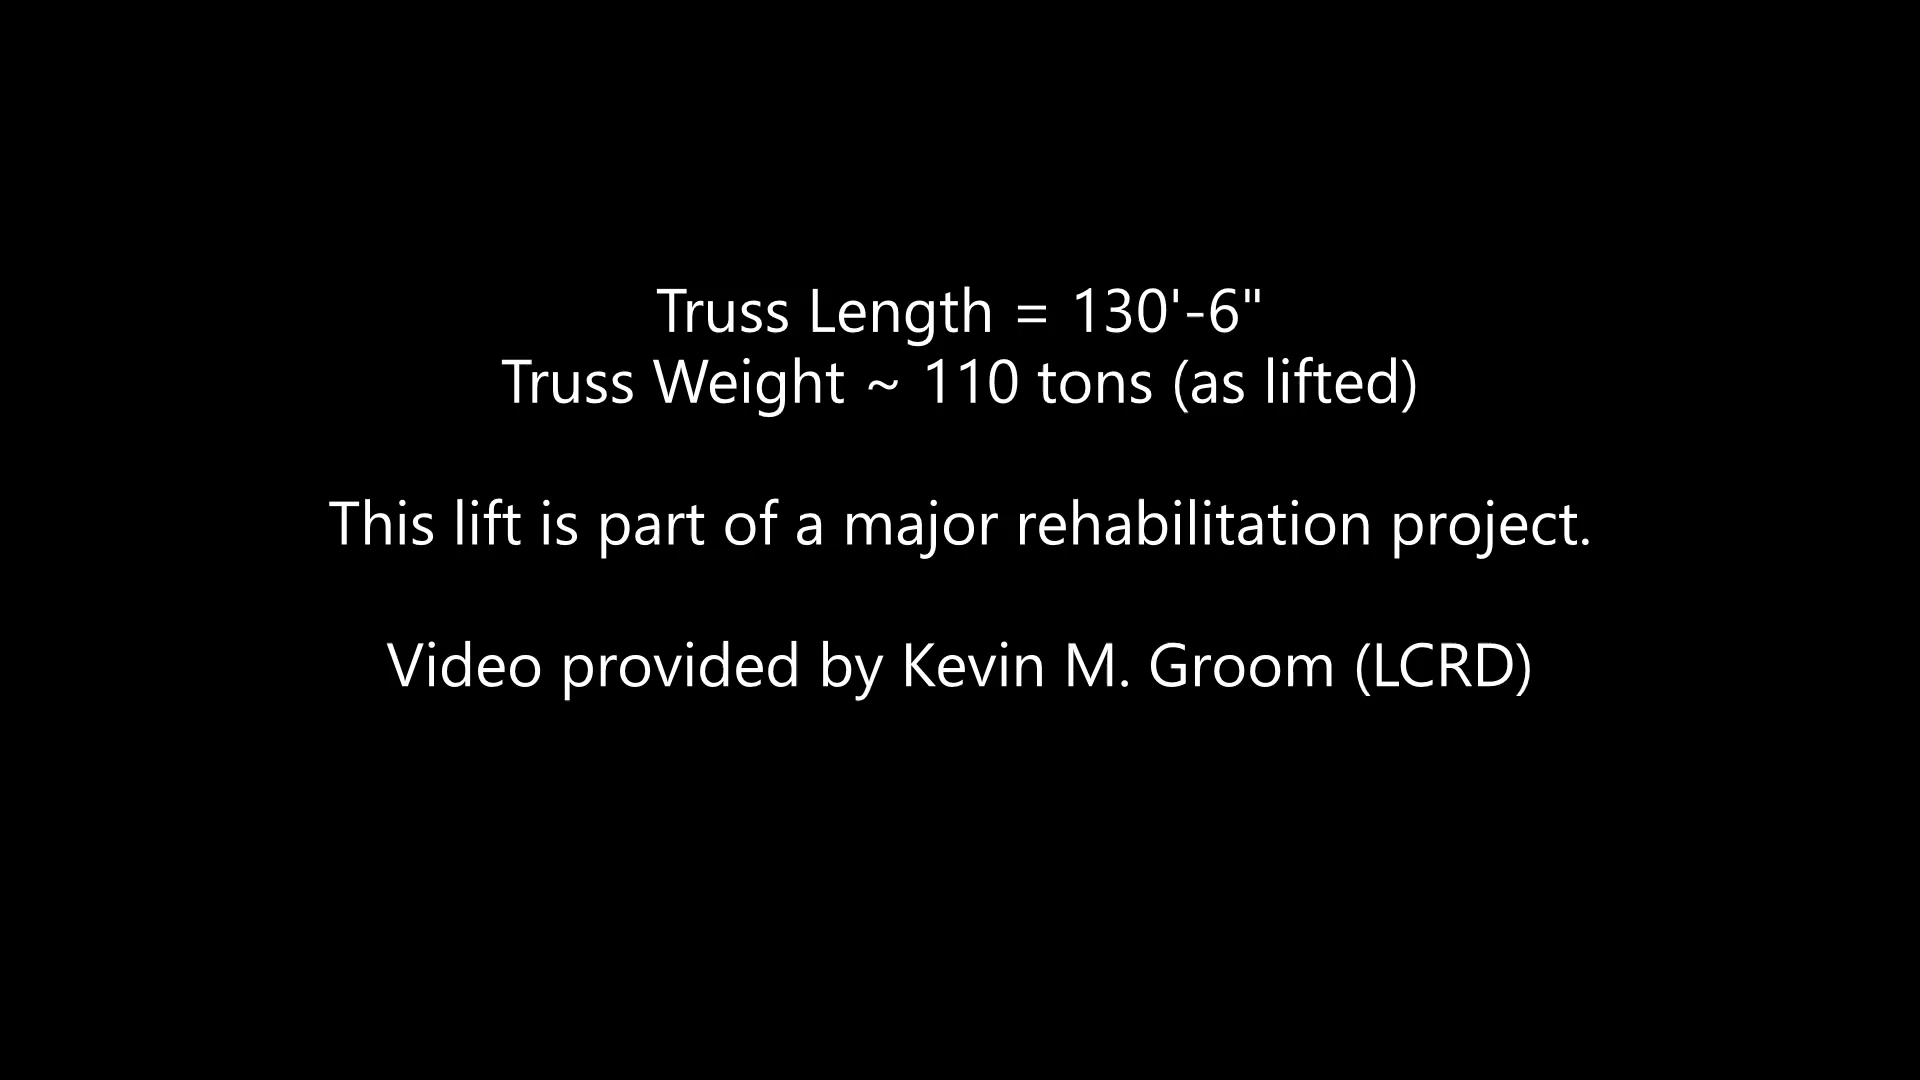 Truss Length = 130'-6"
Truss Weight ~ 110 tons (as lifted)
This lift is part of a major rehabilitation project.
Video provided by Kevin M. Groom (LCRD)